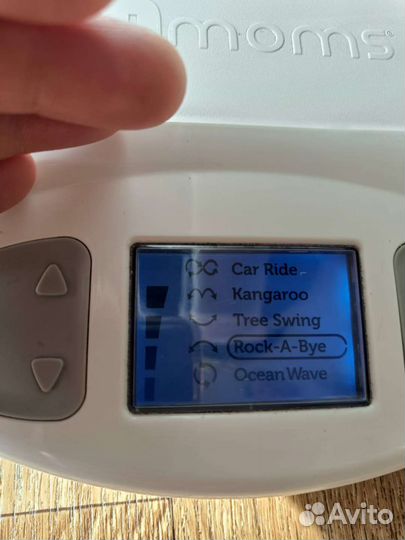 moms
Car Ride
Kangaroo
Tree Swing
Rock-A-Bye
Ocean Wave
Avito